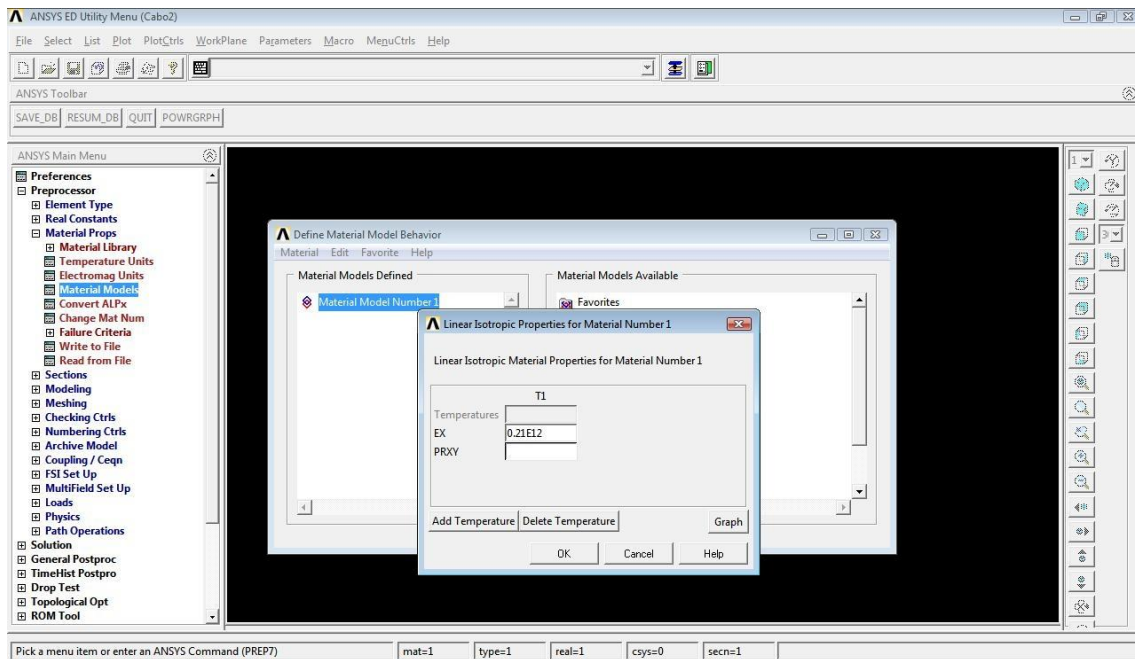 ANSYS ED Utility Menu (Cabo2)
File Select List Plot PlotCtrls WorkPlane Parameters Macro MenuCtrls Help
ANSYS Toolbar
SAVE_DB RESUM_DB QUIT POWRGRPH
ANSYS Main Menu
Preferences
Preprocessor
Element Type
Real Constants
Material Props
Material Library
Temperature Units
Electromag Units
Material Models
Convert ALPx
Change Mat Num
Failure Criteria
Write to File
Read from File
Sections
Modeling
Meshing
Checking Ctrls
Numbering Ctrls
Archive Model
Coupling / Ceqn
FSI Set Up
MultiField Set Up
Loads
Physics
Path Operations
Solution
General Postproc
TimeHist Postpro
Drop Test
Topological Opt
ROM Tool
Define Material Model Behavior
Material Edit Favorite Help
Material Models Defined
Material Model Number 1
Material Models Available
Favorites
Linear Isotropic Properties for Material Number 1
Linear Isotropic Material Properties for Material Number 1
T1
Temperatures
EX 0.21E12
PRXY
Add Temperature Delete Temperature Graph
OK Cancel Help
1
3
Pick a menu item or enter an ANSYS Command (PREP7) mat=1 type=1 real=1 csys=0 secn=1